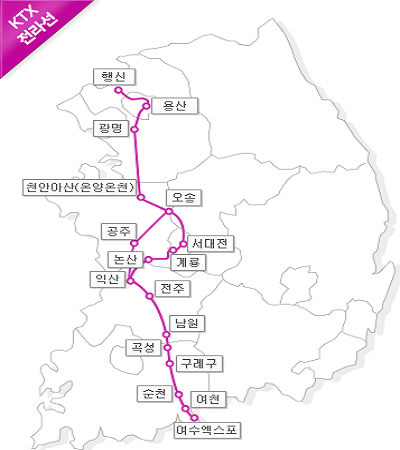 KTX
전라선
행신
용산
광명
천안아산(온양온천)
오송
공주
서대전
논산
계룡
익산
전주
남원
곡성
구례구
순천
여천
여수엑스포